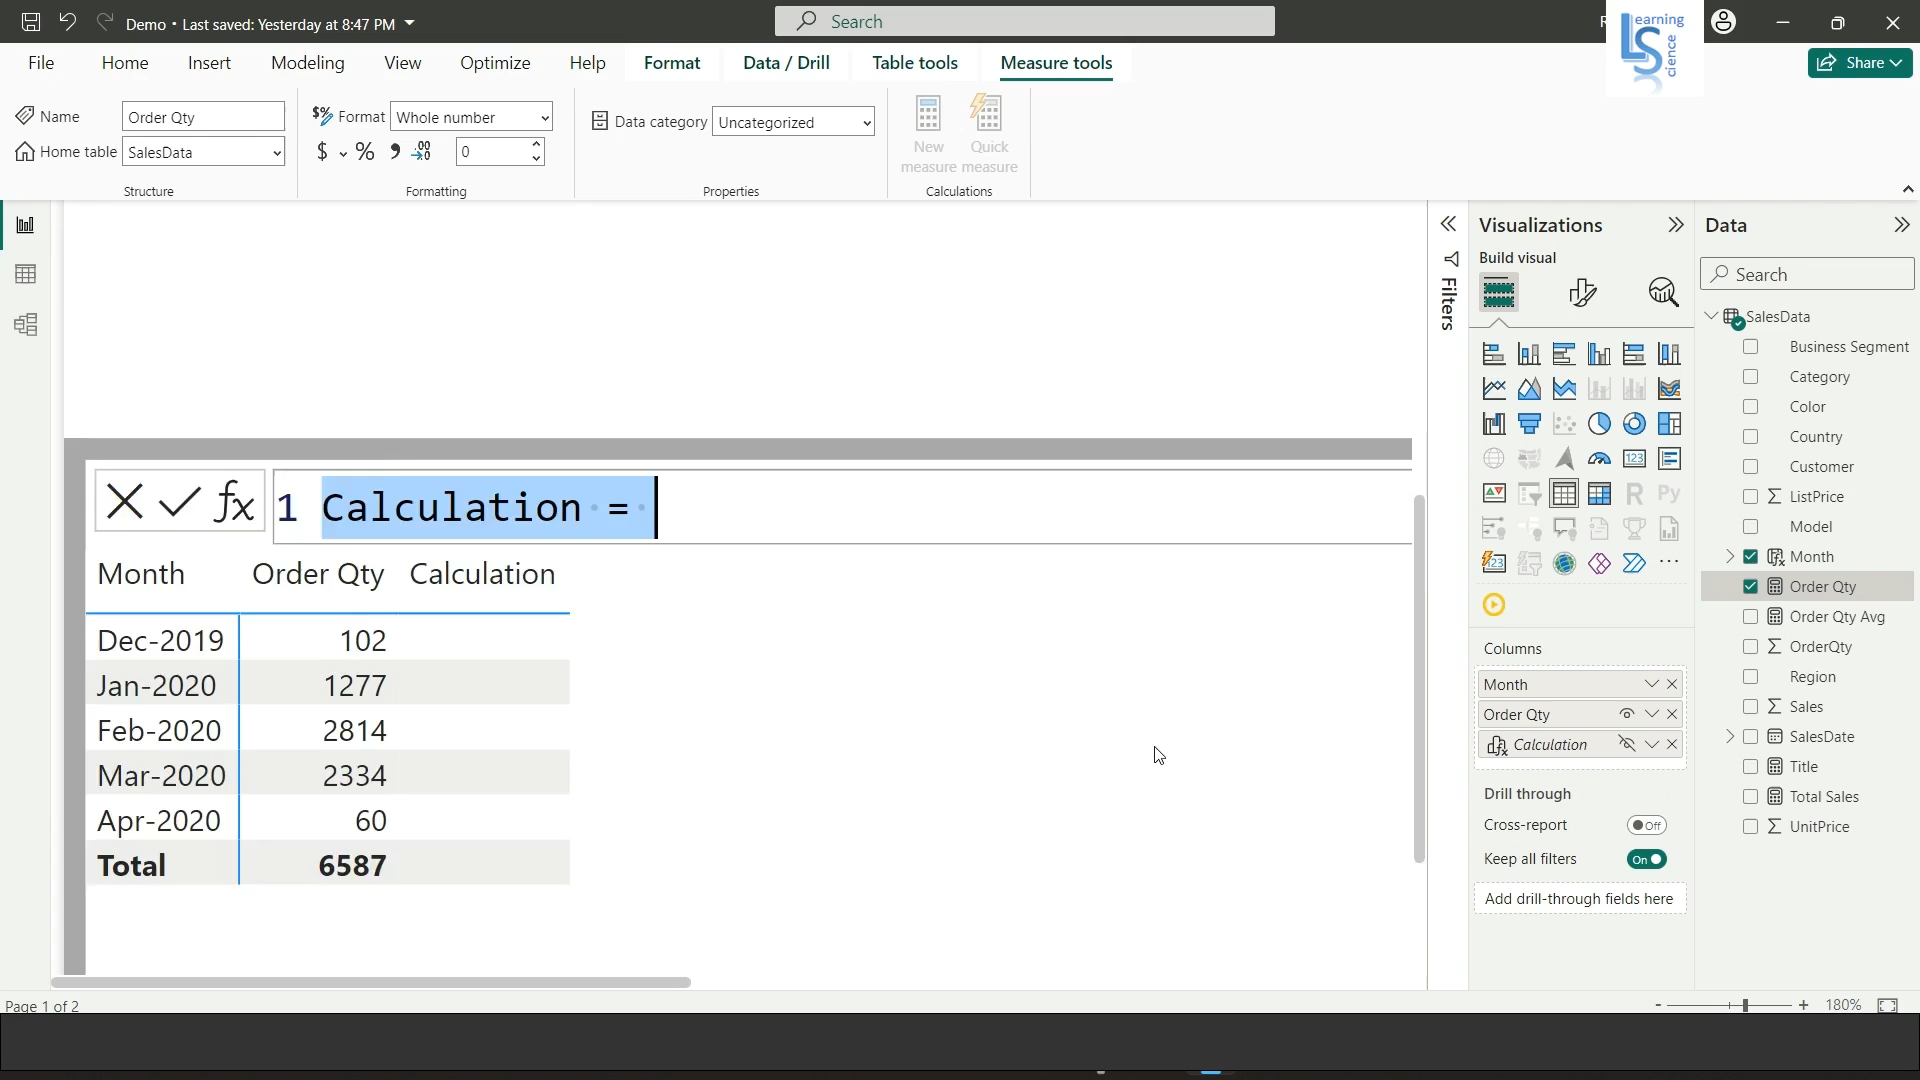 Demo • Last saved: Yesterday at 8:47 PM
Search
Learning
Science
File Home Insert Modeling View Optimize Help Format Data / Drill Table tools Measure tools
Share
Name Order Qty
$% Format Whole number
Data category Uncategorized
New measure
Quick measure
Home table SalesData
$ % , .00 0
Structure
Formatting
Properties
Calculations
Filters
1 Calculation =
Month Order Qty Calculation
Dec-2019 102
Jan-2020 1277
Feb-2020 2814
Mar-2020 2334
Apr-2020 60
Total 6587
Visualizations
Build visual
123
R Py
123
Columns
Month
Order Qty
Calculation
Drill through
Cross-report Off
Keep all filters On
Add drill-through fields here
Data
Search
SalesData
Business Segment
Category
Color
Country
Customer
ListPrice
Model
Month
Order Qty
Order Qty Avg
OrderQty
Region
Sales
SalesDate
Title
Total Sales
UnitPrice
Page 1 of 2
- + 180%